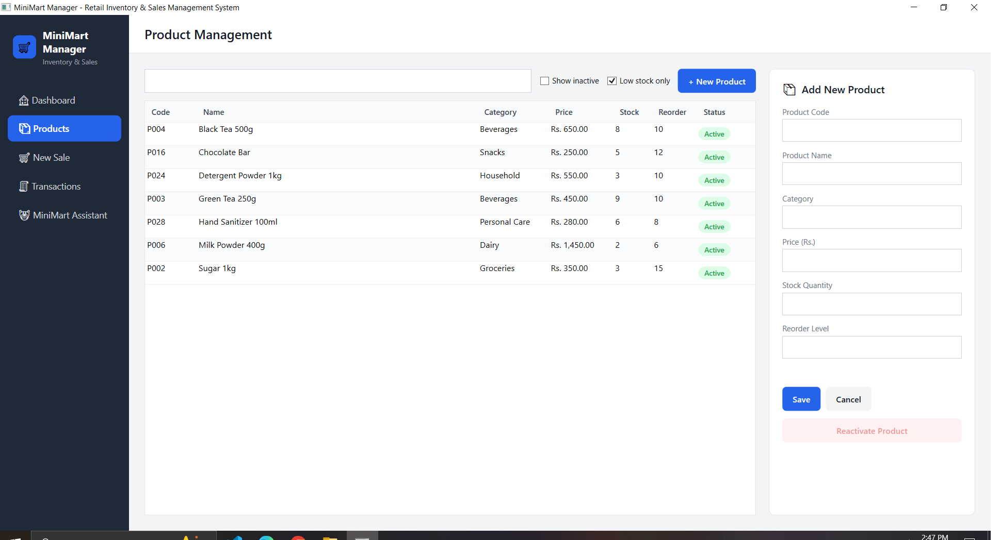 MiniMart Manager - Retail Inventory & Sales Management System
MiniMart
Manager
Inventory & Sales
Dashboard
Products
New Sale
Transactions
MiniMart Assistant
Product Management
Show inactive
Low stock only
+ New Product
Code Name Category Price Stock Reorder Status
P004 Black Tea 500g Beverages Rs. 650.00 8 10 Active
P016 Chocolate Bar Snacks Rs. 250.00 5 12 Active
P024 Detergent Powder 1kg Household Rs. 550.00 3 10 Active
P003 Green Tea 250g Beverages Rs. 450.00 9 10 Active
P028 Hand Sanitizer 100ml Personal Care Rs. 280.00 6 8 Active
P006 Milk Powder 400g Dairy Rs. 1,450.00 2 6 Active
P002 Sugar 1kg Groceries Rs. 350.00 3 15 Active
Add New Product
Product Code
Product Name
Category
Price (Rs.)
Stock Quantity
Reorder Level
Save
Cancel
Reactivate Product
2:47 PM